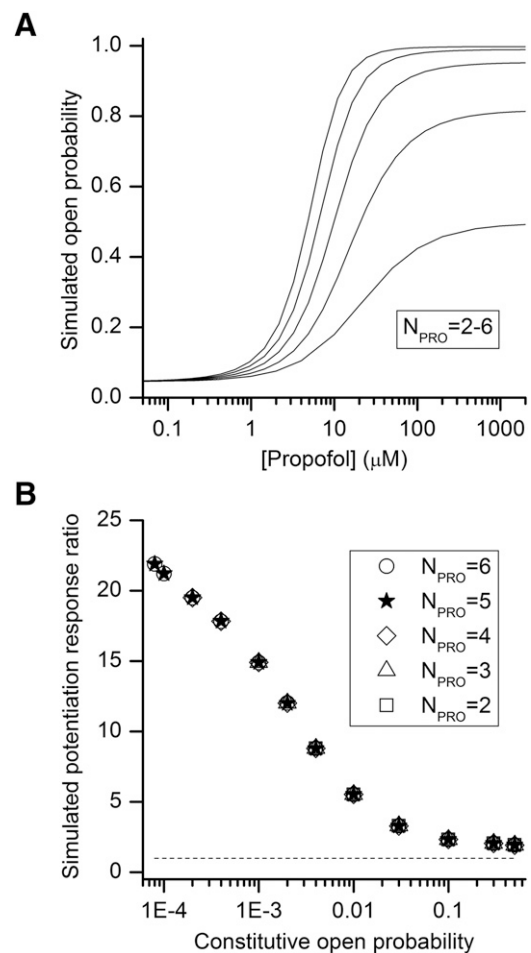 A
Simulated open probability
1.0
0.8
0.6
0.4
0.2
0.0
N_PRO=2-6
0.1 1 10 100 1000
[Propofol] (μM)
B
Simulated potentiation response ratio
25
20
15
10
5
0
N_PRO=6
N_PRO=5
N_PRO=4
N_PRO=3
N_PRO=2
1E-4 1E-3 0.01 0.1
Constitutive open probability